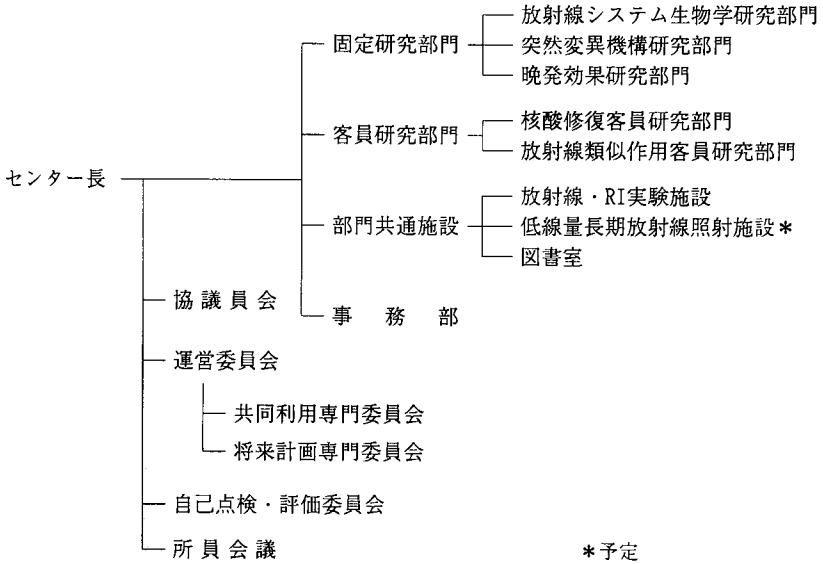 放射線システム生物学研究部門
固定研究部門
突然変異機構研究部門
晩発効果研究部門
核酸修復客員研究部門
客員研究部門
放射線類似作用客員研究部門
センター長
放射線・RI実験施設
部門共通施設
低線量長期放射線照射施設*
図書室
協議員会
事務部
運営委員会
共同利用専門委員会
将来計画専門委員会
自己点検・評価委員会
所員会議
*予定